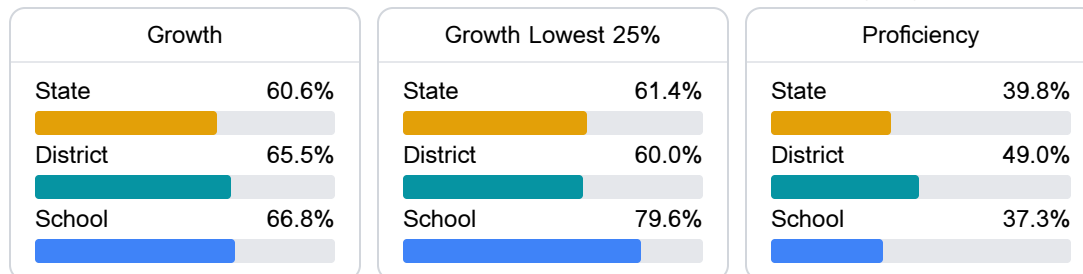 Growth
State 60.6%
District 65.5%
School 66.8%
Growth Lowest 25%
State 61.4%
District 60.0%
School 79.6%
Proficiency
State 39.8%
District 49.0%
School 37.3%